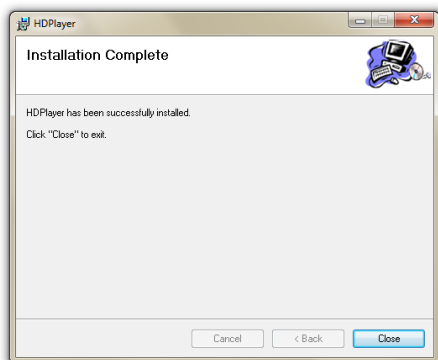 HDPlayer
Installation Complete
HDPlayer has been successfully installed.
Click "Close" to exit.
Cancel
< Back
Close